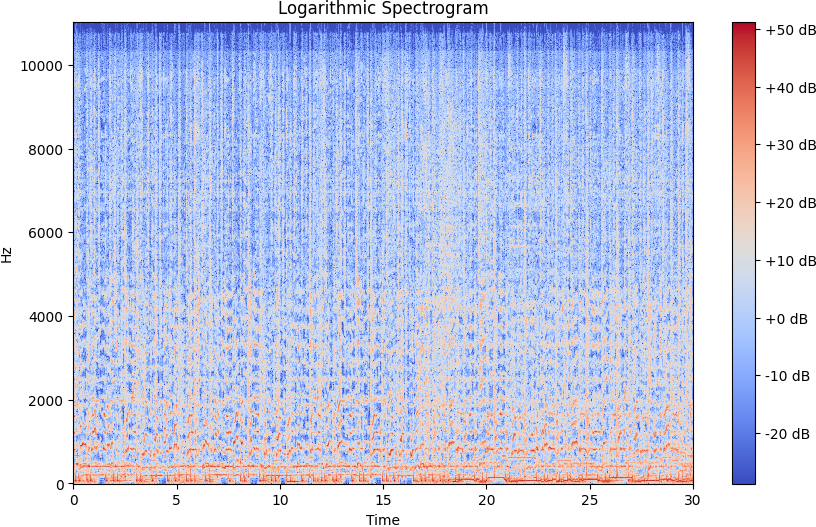 Logarithmic Spectrogram
+50 dB
10000
+40 dB
8000
+30 dB
+20 dB
6000
Hz
+10 dB
4000
+0 dB
-10 dB
2000
-20 dB
0
0 5 10 15 20 25 30
Time